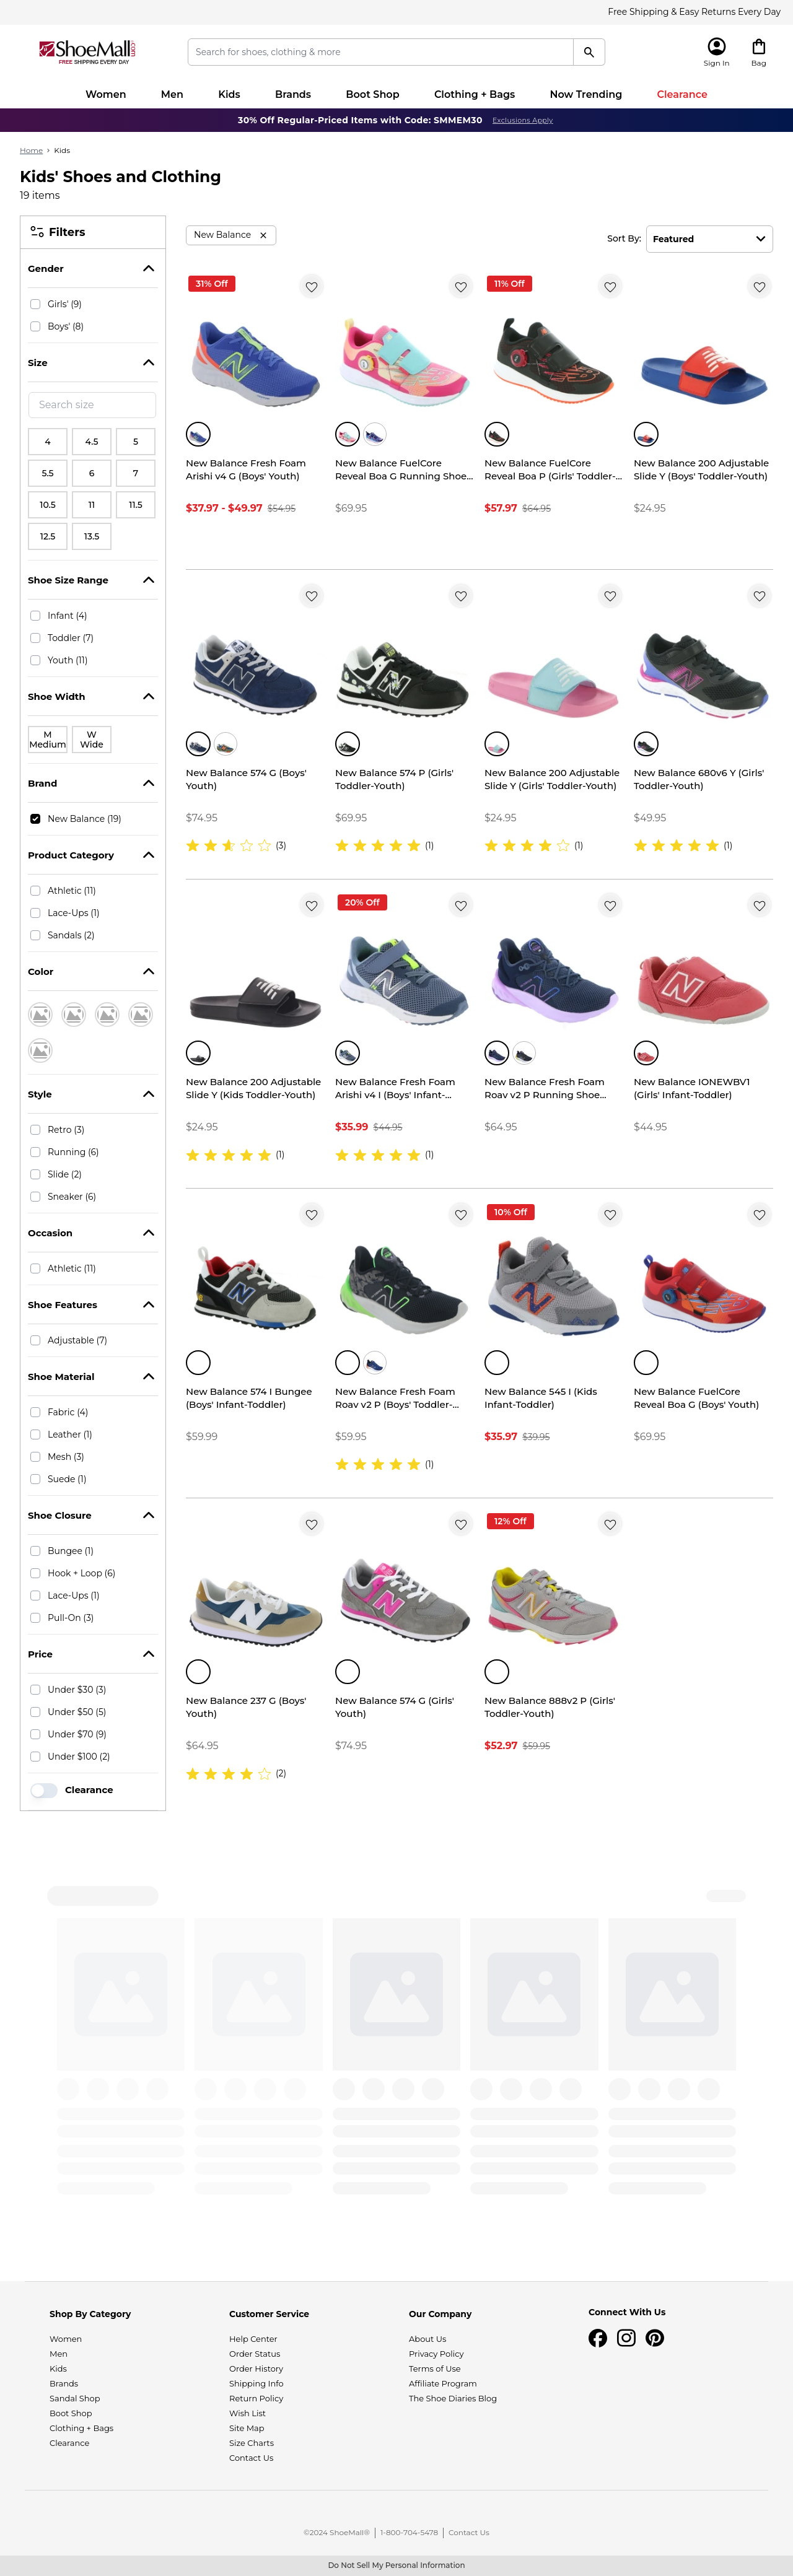 Free Shipping & Easy Returns Every Day
ShoeMall.com
FREE SHIPPING EVERY DAY
Search for shoes, clothing & more
Sign In
Bag
Women
Men
Kids
Brands
Boot Shop
Clothing + Bags
Now Trending
Clearance
30% Off Regular-Priced Items with Code: SMMEM30
Exclusions Apply
Home > Kids
Kids' Shoes and Clothing
19 items
Filters
Gender
Girls' (9)
Boys' (8)
Size
Search size
4
4.5
5
5.5
6
7
10.5
11
11.5
12.5
13.5
Shoe Size Range
Infant (4)
Toddler (7)
Youth (11)
Shoe Width
M
Medium
W
Wide
Brand
New Balance (19)
Product Category
Athletic (11)
Lace-Ups (1)
Sandals (2)
Color
Style
Retro (3)
Running (6)
Slide (2)
Sneaker (6)
Occasion
Athletic (11)
Shoe Features
Adjustable (7)
Shoe Material
Fabric (4)
Leather (1)
Mesh (3)
Suede (1)
Shoe Closure
Bungee (1)
Hook + Loop (6)
Lace-Ups (1)
Pull-On (3)
Price
Under $30 (3)
Under $50 (5)
Under $70 (9)
Under $100 (2)
Clearance
New Balance ×
Sort By:
Featured
31% Off
New Balance Fresh Foam
Arishi v4 G (Boys' Youth)
$37.97 - $49.97 $54.95
New Balance FuelCore
Reveal Boa G Running Shoe...
$69.95
11% Off
New Balance FuelCore
Reveal Boa P (Girls' Toddler-...
$57.97 $64.95
New Balance 200 Adjustable
Slide Y (Boys' Toddler-Youth)
$24.95
New Balance 574 G (Boys'
Youth)
$74.95
(3)
New Balance 574 P (Girls'
Toddler-Youth)
$69.95
(1)
New Balance 200 Adjustable
Slide Y (Girls' Toddler-Youth)
$24.95
(1)
New Balance 680v6 Y (Girls'
Toddler-Youth)
$49.95
(1)
New Balance 200 Adjustable
Slide Y (Kids Toddler-Youth)
$24.95
(1)
20% Off
New Balance Fresh Foam
Arishi v4 I (Boys' Infant-...
$35.99 $44.95
(1)
New Balance Fresh Foam
Roav v2 P Running Shoe...
$64.95
New Balance IONEWBV1
(Girls' Infant-Toddler)
$44.95
New Balance 574 I Bungee
(Boys' Infant-Toddler)
$59.99
New Balance Fresh Foam
Roav v2 P (Boys' Toddler-...
$59.95
(1)
10% Off
New Balance 545 I (Kids
Infant-Toddler)
$35.97 $39.95
New Balance FuelCore
Reveal Boa G (Boys' Youth)
$69.95
New Balance 237 G (Boys'
Youth)
$64.95
(2)
New Balance 574 G (Girls'
Youth)
$74.95
12% Off
New Balance 888v2 P (Girls'
Toddler-Youth)
$52.97 $59.95
Shop By Category
Women
Men
Kids
Brands
Sandal Shop
Boot Shop
Clothing + Bags
Clearance
Customer Service
Help Center
Order Status
Order History
Shipping Info
Return Policy
Wish List
Site Map
Size Charts
Contact Us
Our Company
About Us
Privacy Policy
Terms of Use
Affiliate Program
The Shoe Diaries Blog
Connect With Us
©2024 ShoeMall®
1-800-704-5478
Contact Us
Do Not Sell My Personal Information